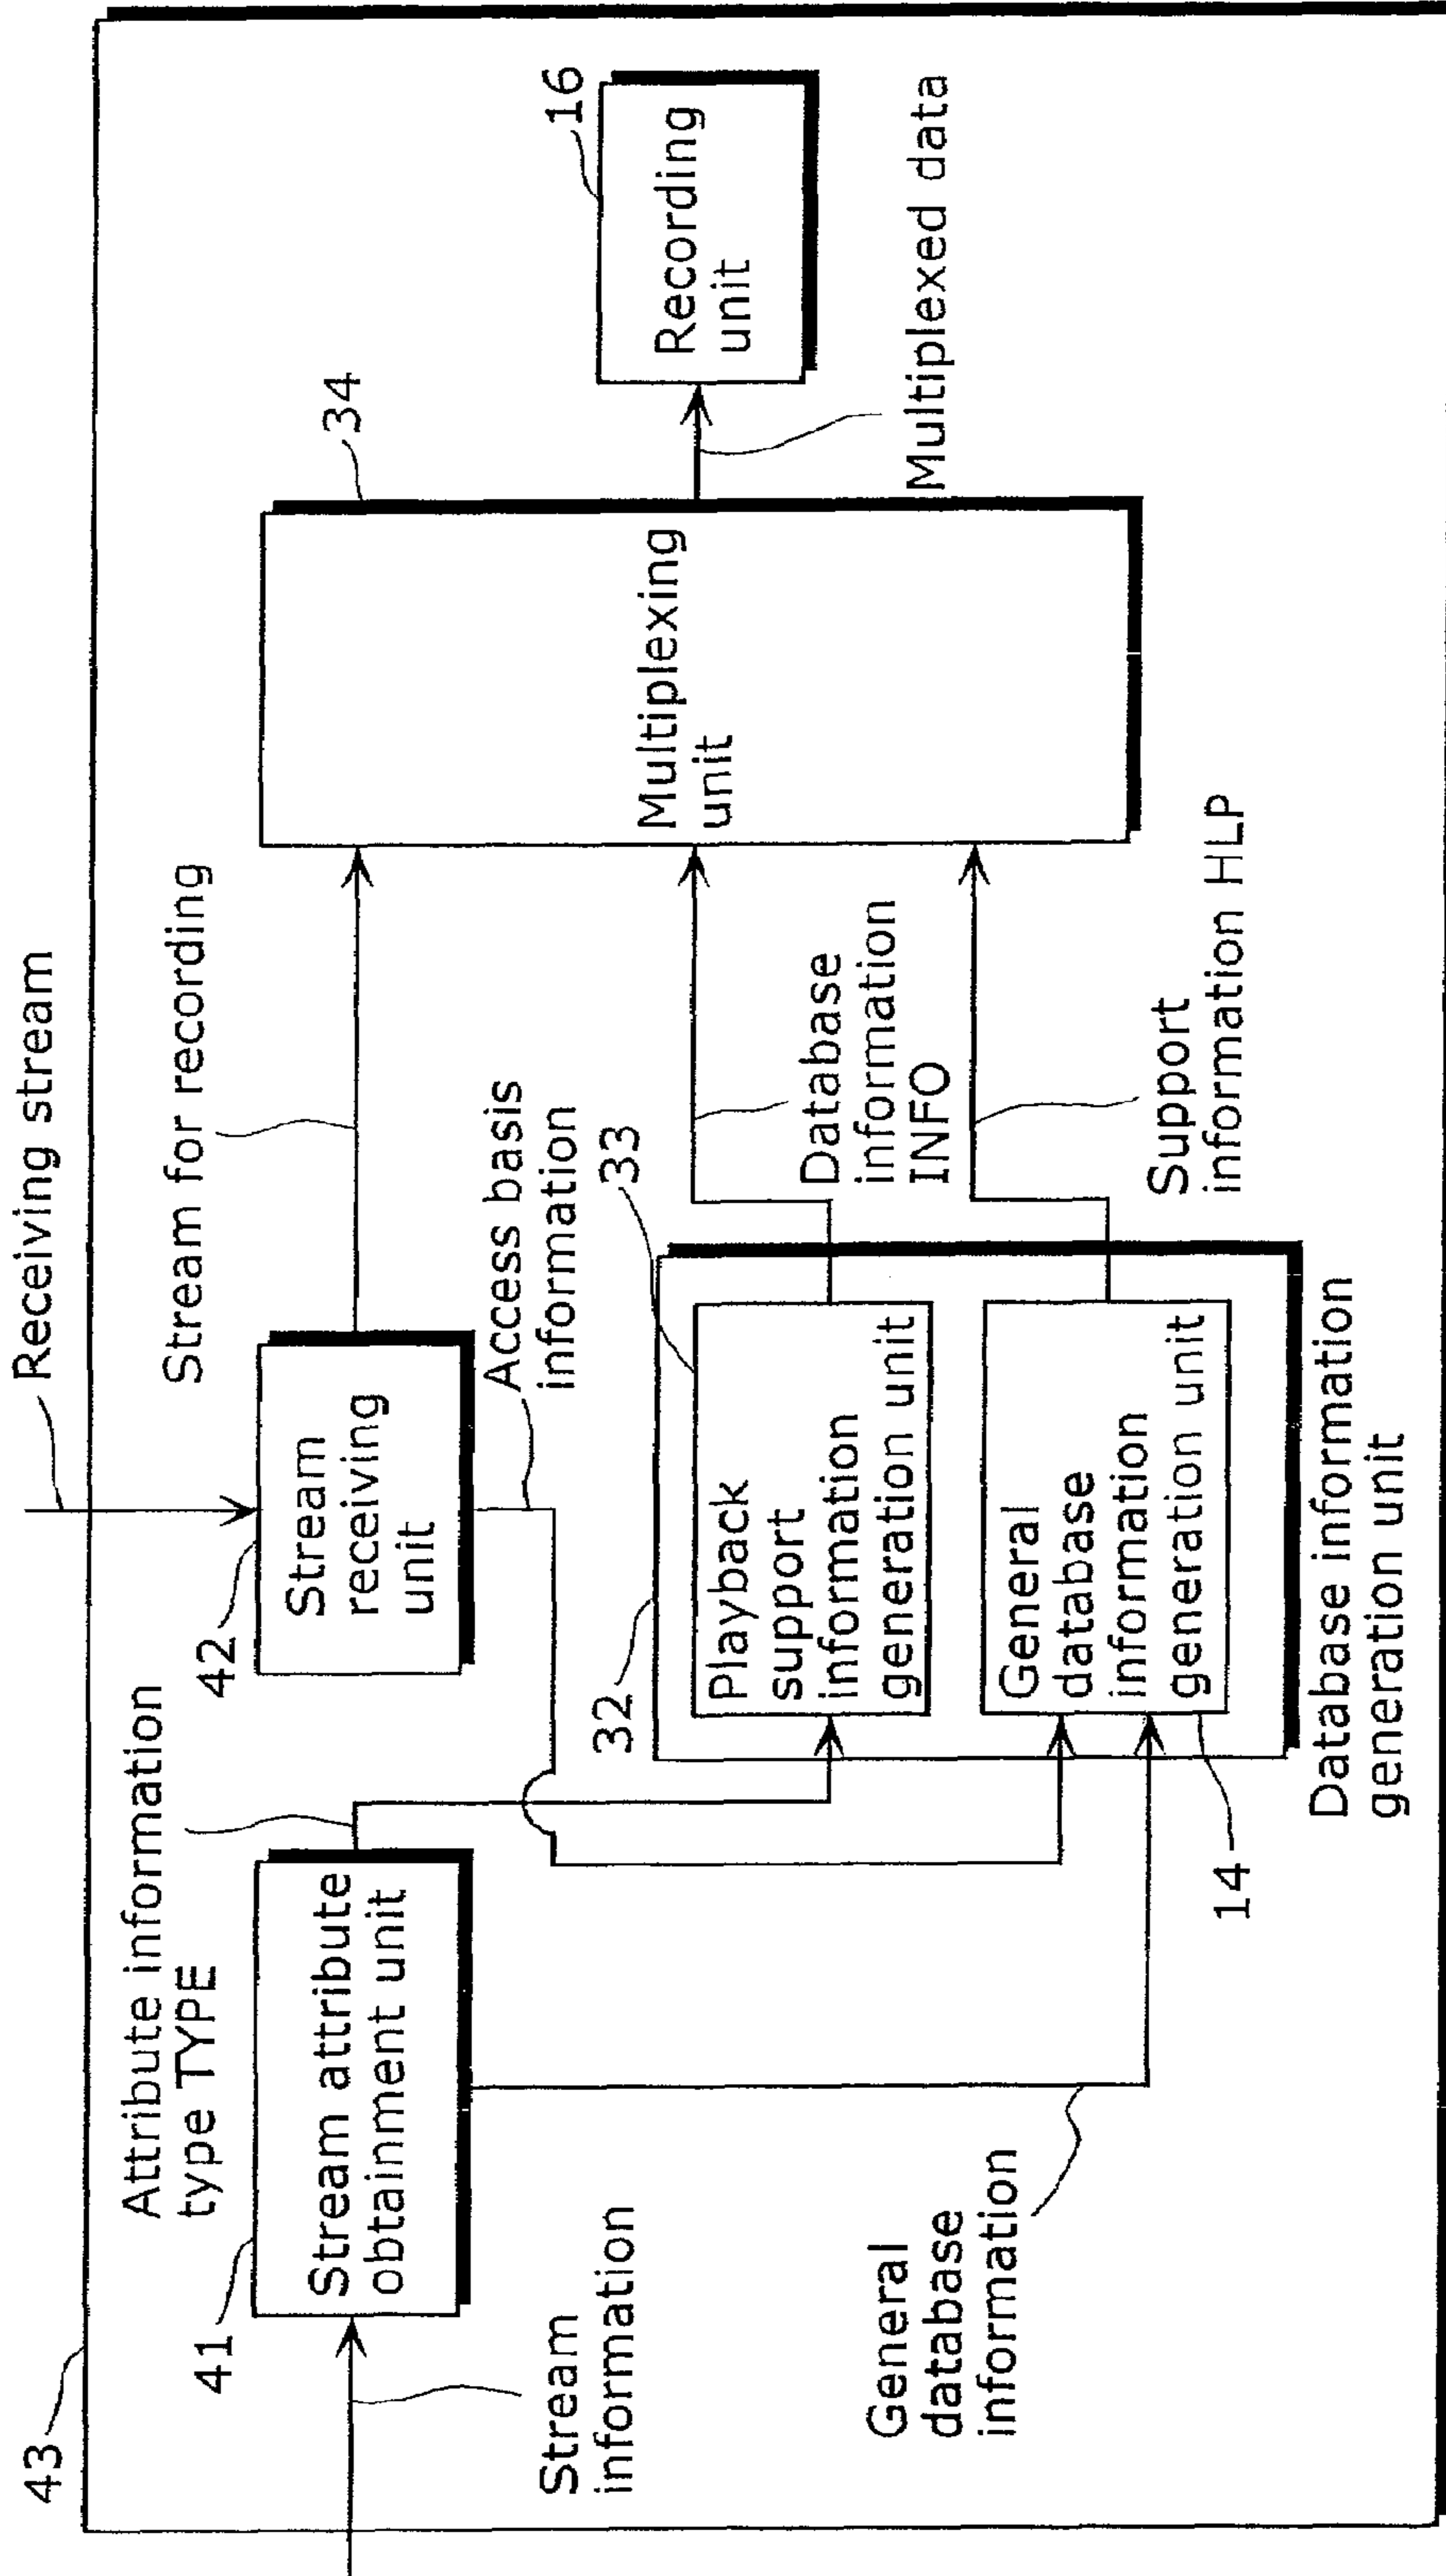 43
Receiving stream
Attribute information
type TYPE
42
Stream for recording
41
Stream attribute
obtainment unit
Stream
receiving
unit
34
16
Recording
unit
Stream
information
Access basis
information
Multiplexing
unit
32
33
Playback
support
information
generation unit
Database
information
INFO
Multiplexed data
General
database
information
General
database
information
generation unit
14
Support
information HLP
Database information
generation unit